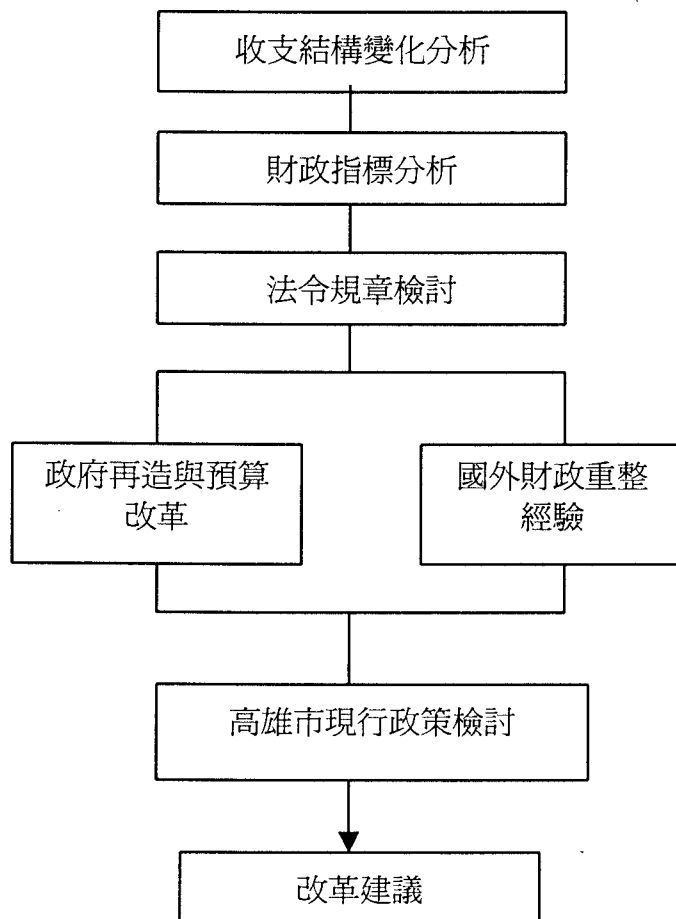 收支結構變化分析
財政指標分析
法令規章檢討
政府再造與預算
改革
國外財政重整
經驗
高雄市現行政策檢討
改革建議